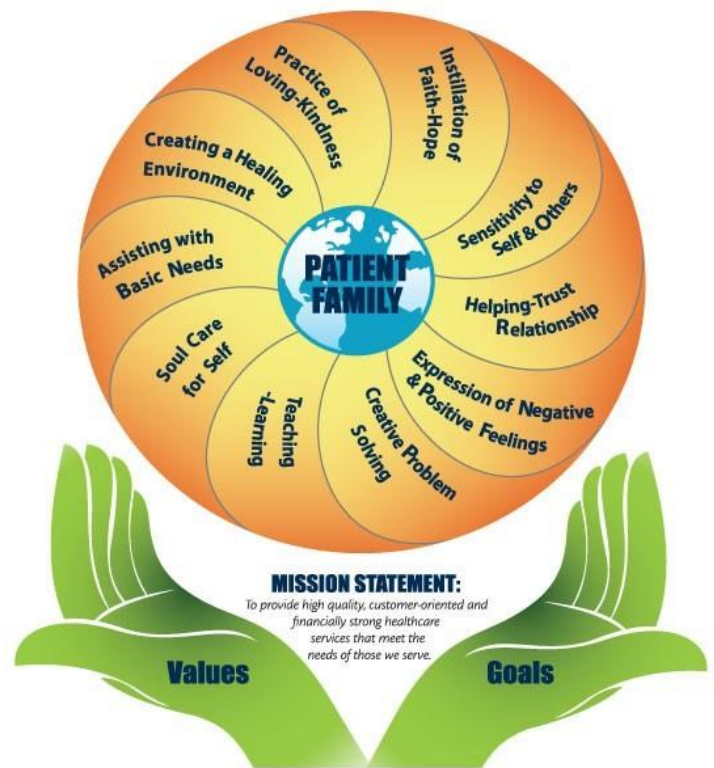 Practice of
Loving-Kindness
Instillation of
Faith-Hope
Sensitivity to
Self & Others
Helping-Trust
Relationship
Expression of Negative
& Positive Feelings
Creative Problem
Solving
Teaching
-Learning
Soul Care
for Self
Assisting with
Basic Needs
Creating a Healing
Environment
PATIENT
FAMILY
MISSION STATEMENT:
To provide high quality, customer-oriented and
financially strong healthcare
services that meet the
needs of those we serve.
Values
Goals